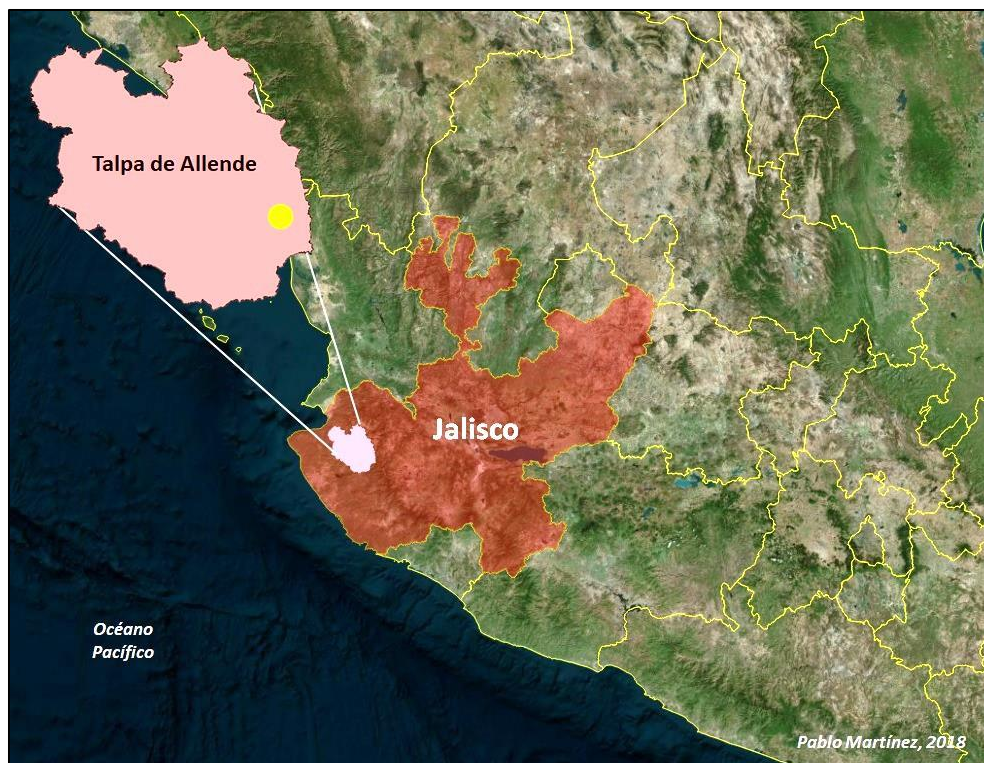 Talpa de Allende
Jalisco
Océano
Pacífico
Pablo Martínez, 2018